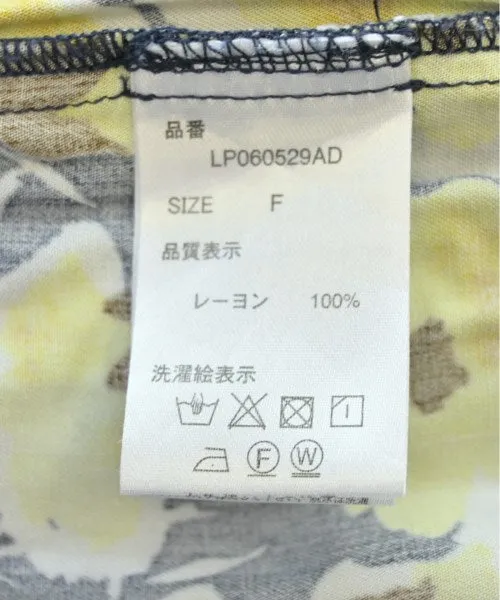 品番
LP060529AD
SIZE F
品質表示
レーヨン 100%
洗濯絵表示
F W